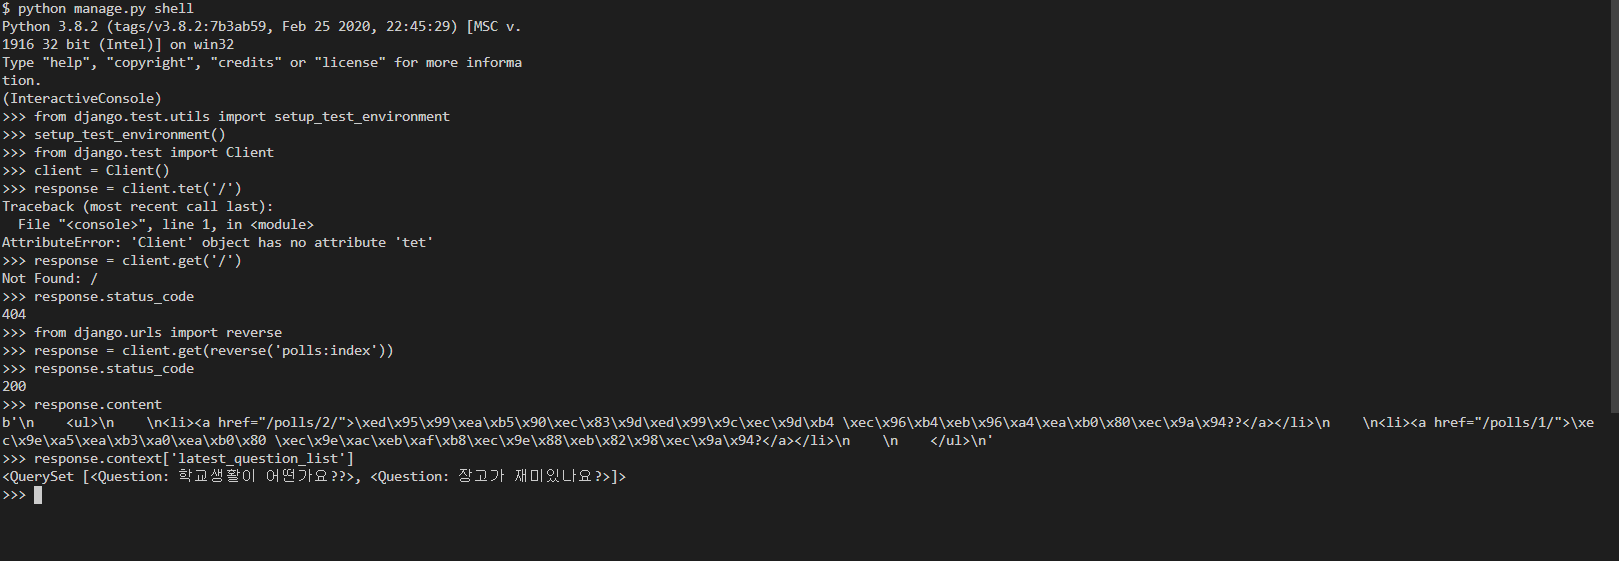 $ python manage.py shell
Python 3.8.2 (tags/v3.8.2:7b3ab59, Feb 25 2020, 22:45:29) [MSC v.
1916 32 bit (Intel)] on win32
Type "help", "copyright", "credits" or "license" for more informa
tion.
(InteractiveConsole)
>>> from django.test.utils import setup_test_environment
>>> setup_test_environment()
>>> from django.test import Client
>>> client = Client()
>>> response = client.tet('/')
Traceback (most recent call last):
  File "<console>", line 1, in <module>
AttributeError: 'Client' object has no attribute 'tet'
>>> response = client.get('/')
Not Found: /
>>> response.status_code
404
>>> from django.urls import reverse
>>> response = client.get(reverse('polls:index'))
>>> response.status_code
200
>>> response.content
b'\n    <ul>\n    \n<li><a href="/polls/2/">\xed\x95\x99\xea\xb5\x90\xec\x83\x9d\xed\x99\x9c\xec\x9d\xb4 \xec\x96\xb4\xeb\x96\xa4\xea\xb0\x80\xec\x9a\x94??</a></li>\n    \n<li><a href="/polls/1/">\xe
c\x9e\xa5\xea\xb3\xa0\xea\xb0\x80 \xec\x9e\xac\xeb\xaf\xb8\xec\x9e\x88\xeb\x82\x98\xec\x9a\x94?</a></li>\n    \n    </ul>\n'
>>> response.context['latest_question_list']
<QuerySet [<Question: 학교생활이 어떤가요??>, <Question: 장고가 재미있나요?>]>
>>>